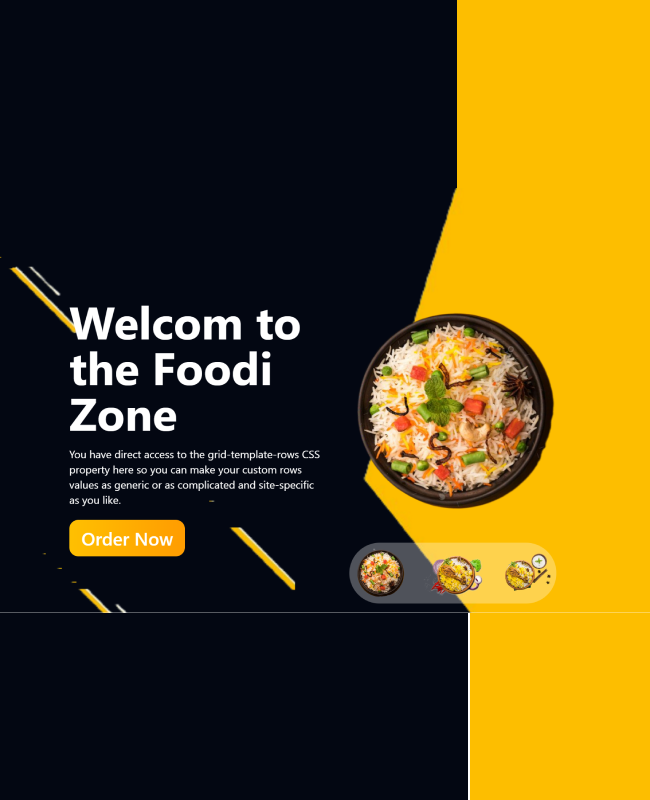 Welcom to
the Foodi
Zone
You have direct access to the grid-template-rows CSS
property here so you can make your custom rows
values as generic or as complicated and site-specific
as you like.
Order Now